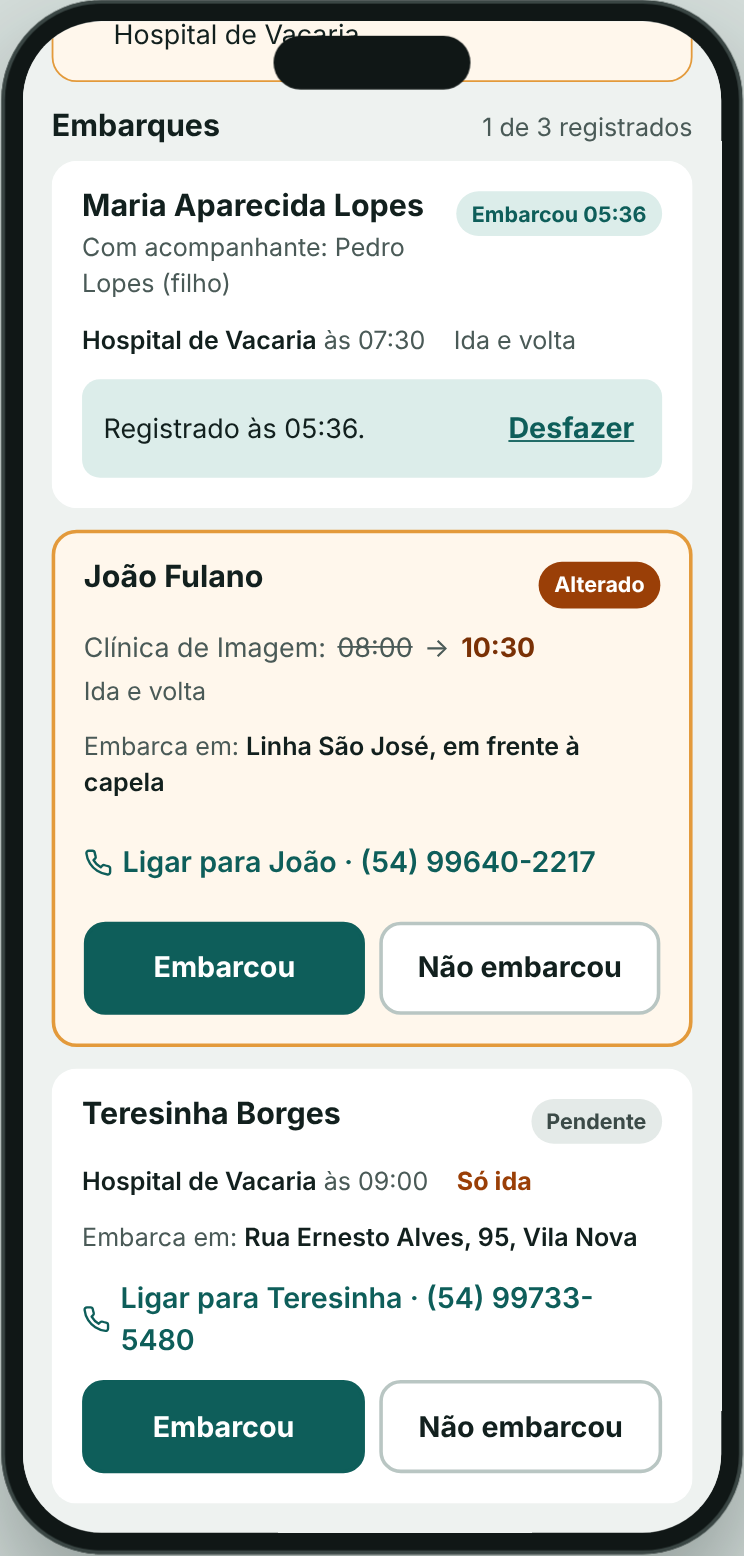 Hospital de Vacaria
Embarques
1 de 3 registrados
Maria Aparecida Lopes
Embarcou 05:36
Com acompanhante: Pedro
Lopes (filho)
Hospital de Vacaria às 07:30 Ida e volta
Registrado às 05:36.
Desfazer
João Fulano
Alterado
Clínica de Imagem: 08:00 → 10:30
Ida e volta
Embarca em: Linha São José, em frente à
capela
Ligar para João · (54) 99640-2217
Embarcou
Não embarcou
Teresinha Borges
Pendente
Hospital de Vacaria às 09:00 Só ida
Embarca em: Rua Ernesto Alves, 95, Vila Nova
Ligar para Teresinha · (54) 99733-
5480
Embarcou
Não embarcou